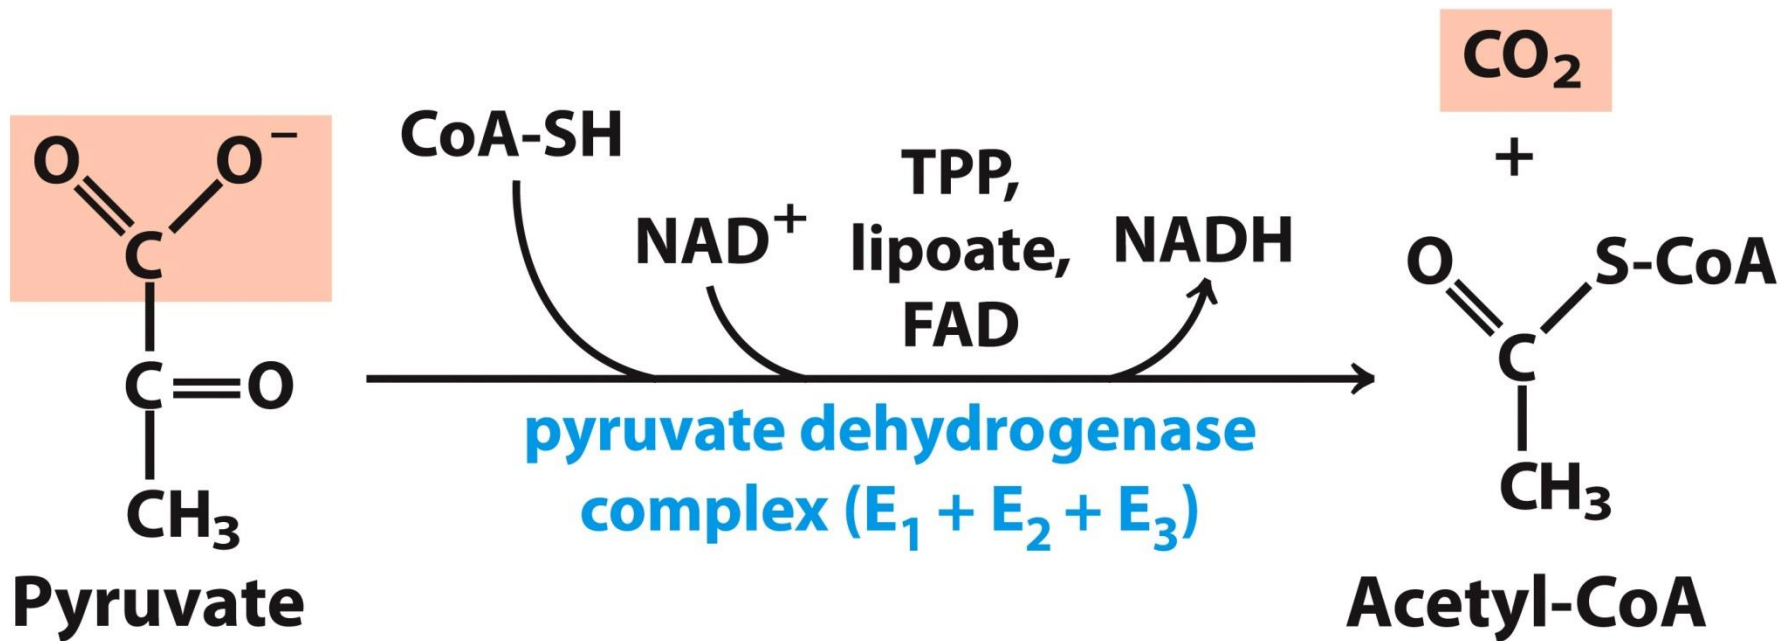 O
O⁻
C
C=O
CH₃
Pyruvate
CoA-SH
NAD⁺
TPP,
lipoate,
FAD
NADH
pyruvate dehydrogenase
complex (E₁ + E₂ + E₃)
CO₂
+
O
S-CoA
C
CH₃
Acetyl-CoA